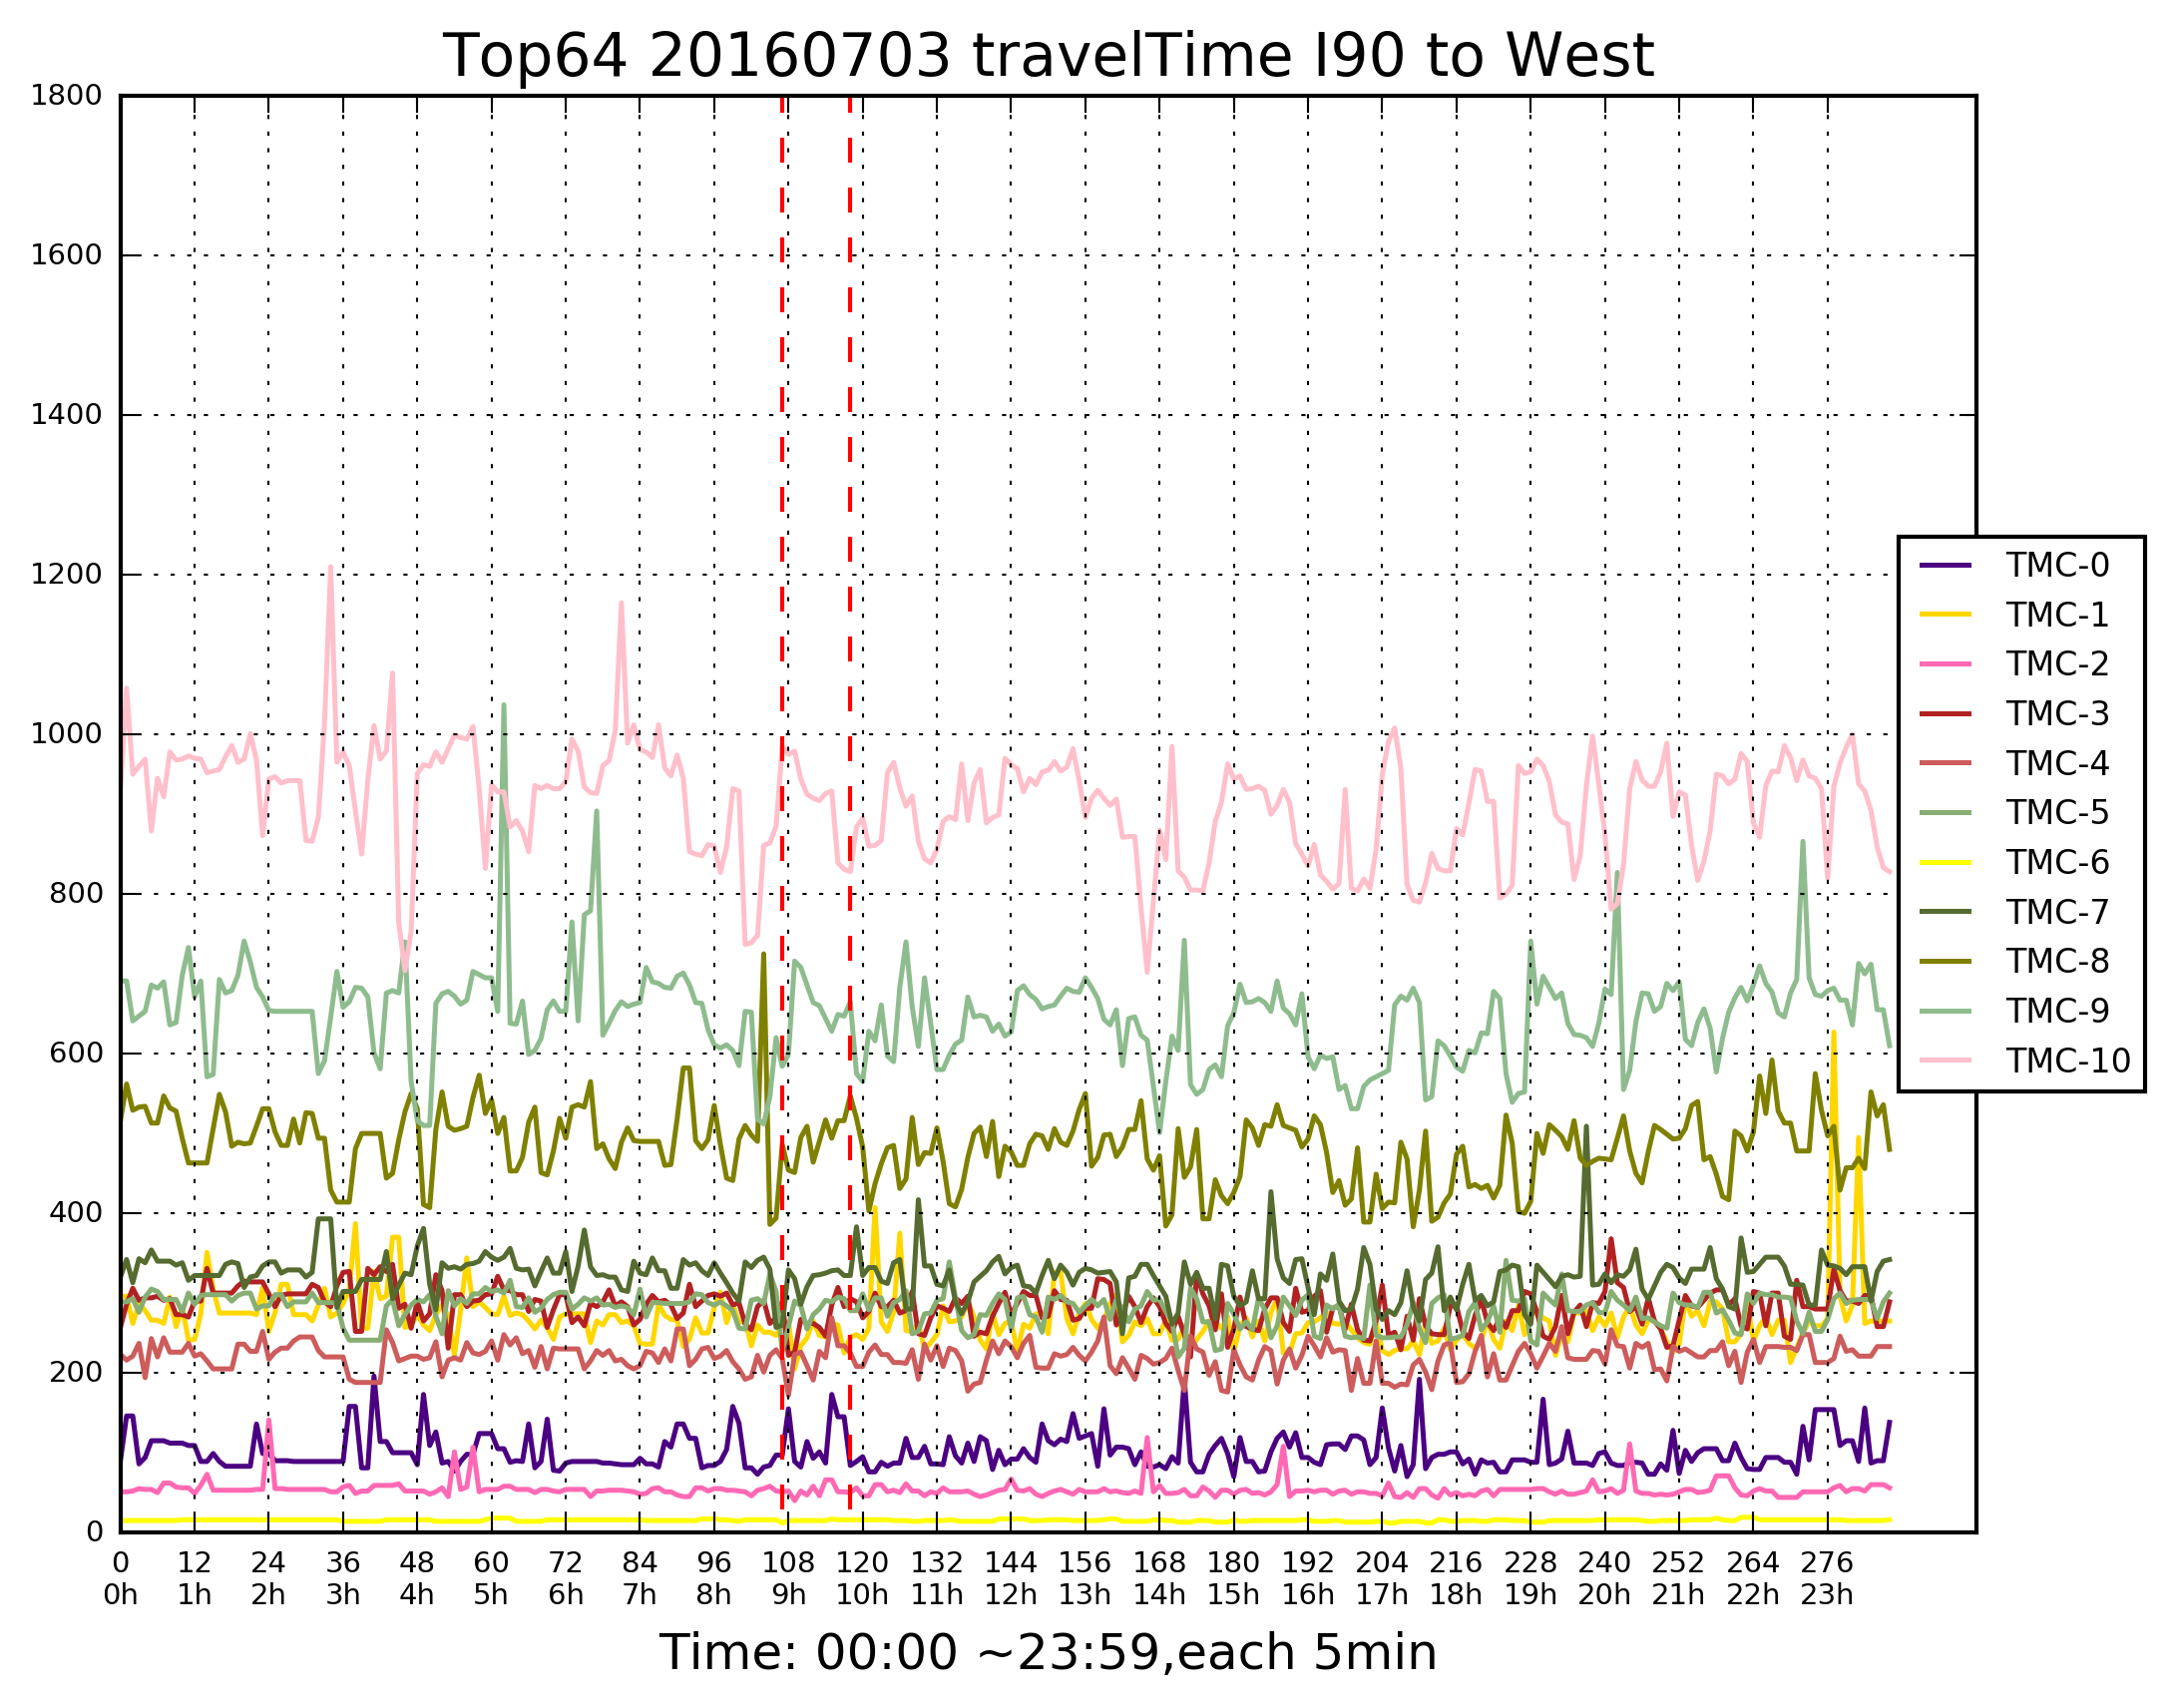 Top64 20160703 travelTime I90 to West
1800
1600
1400
1200
1000
800
600
400
200
0
TMC-0
TMC-1
TMC-2
TMC-3
TMC-4
TMC-5
TMC-6
TMC-7
TMC-8
TMC-9
TMC-10
0 12 24 36 48 60 72 84 96 108 120 132 144 156 168 180 192 204 216 228 240 252 264 276
0h 1h 2h 3h 4h 5h 6h 7h 8h 9h 10h 11h 12h 13h 14h 15h 16h 17h 18h 19h 20h 21h 22h 23h
Time: 00:00 ~23:59,each 5min